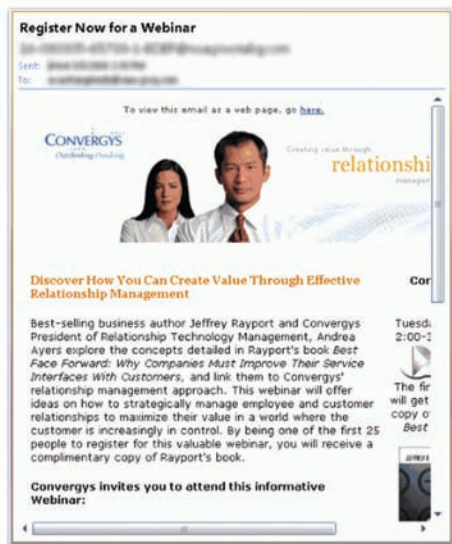 Register Now for a Webinar
Sent:
To:
To view this email as a web page, go here.
CONVERGYS
Outthinking Outdoing
Creating value through
relationshi
managem
Discover How You Can Create Value Through Effective
Relationship Management
Best-selling business author Jeffrey Rayport and Convergys
President of Relationship Technology Management, Andrea
Ayers explore the concepts detailed in Rayport's book Best
Face Forward: Why Companies Must Improve Their Service
Interfaces With Customers, and link them to Convergys'
relationship management approach. This webinar will offer
ideas on how to strategically manage employee and customer
relationships to maximize their value in a world where the
customer is increasingly in control. By being one of the first 25
people to register for this valuable webinar, you will receive a
complimentary copy of Rayport's book.
Convergys invites you to attend this informative
Webinar:
Cor
Tuesda
2:00-
The fir
will get
copy o
Best